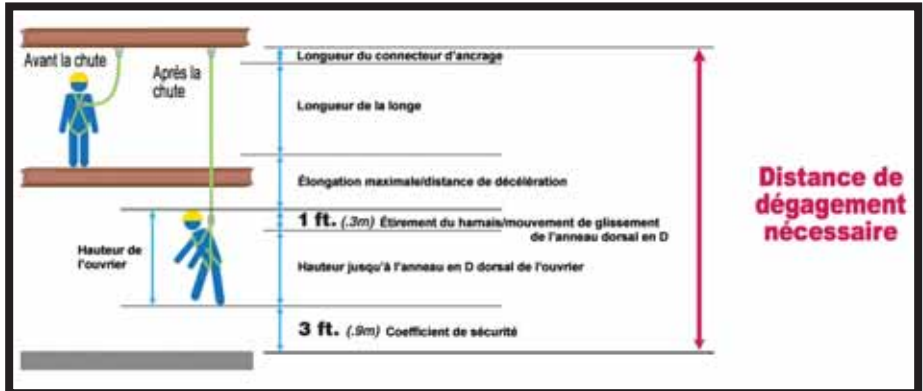 Avant la chute
Après la
chute
Longueur du connecteur d'ancrage
Longueur de la longe
Élongation maximale/distance de décélération
1 ft. (.3m) Étirement du harnais/mouvement de glissement
de l'anneau dorsal en D
Hauteur de
l'ouvrier
Hauteur jusqu'à l'anneau en D dorsal de l'ouvrier
3 ft. (.9m) Coefficient de sécurité
Distance de
dégagement
nécessaire